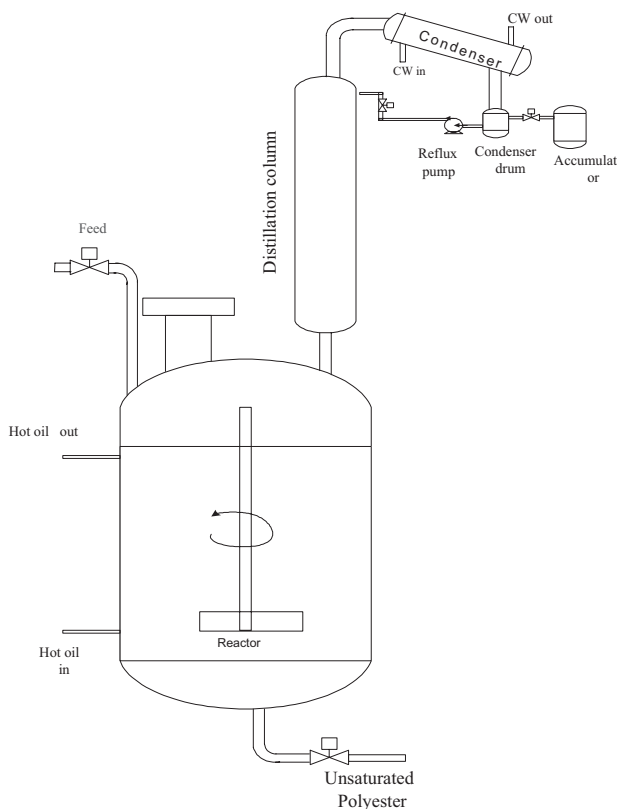 CW out
Condenser
CW in
Distillation column
Reflux
pump
Condenser
drum
Accumulat
or
Feed
Hot oil out
Reactor
Hot oil
in
Unsaturated
Polyester